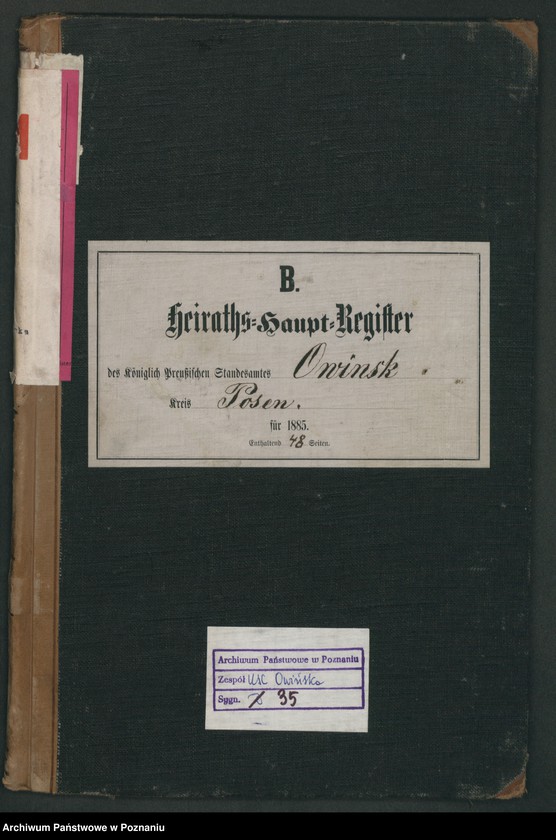 B.
Heiraths-Haupt-Register
des Königlich Preußischen Standesamtes Owinsk
Kreis Posen.
für 1885.
Enthaltend 48 Seiten.
Archiwum Państwowe w Poznaniu
Zespół USC Owińska
Sygn. 35
Archiwum Państwowe w Poznaniu